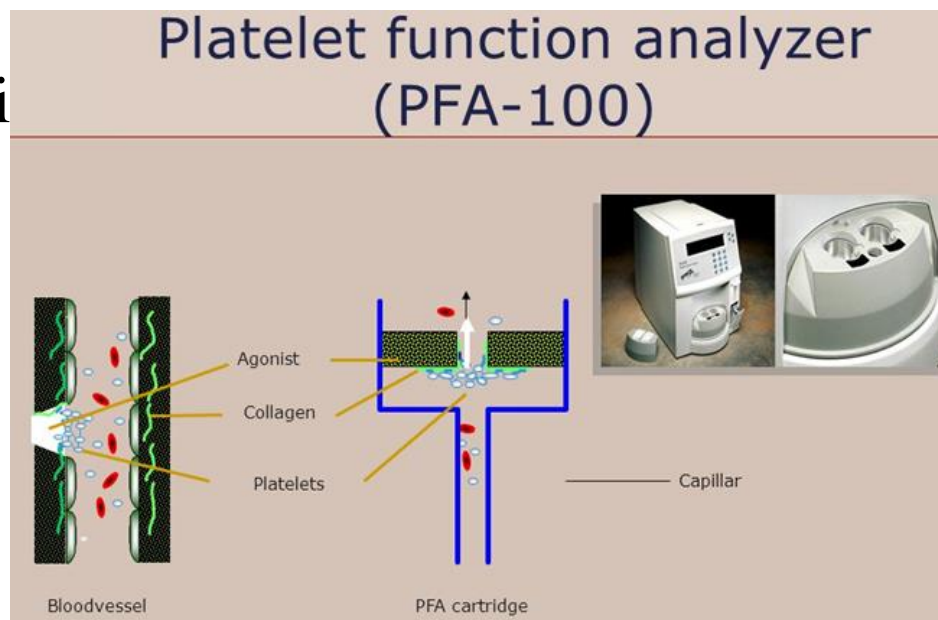 Platelet function analyzer
(PFA-100)
i
Agonist
Collagen
Platelets
Capillar
Bloodvessel
PFA cartridge